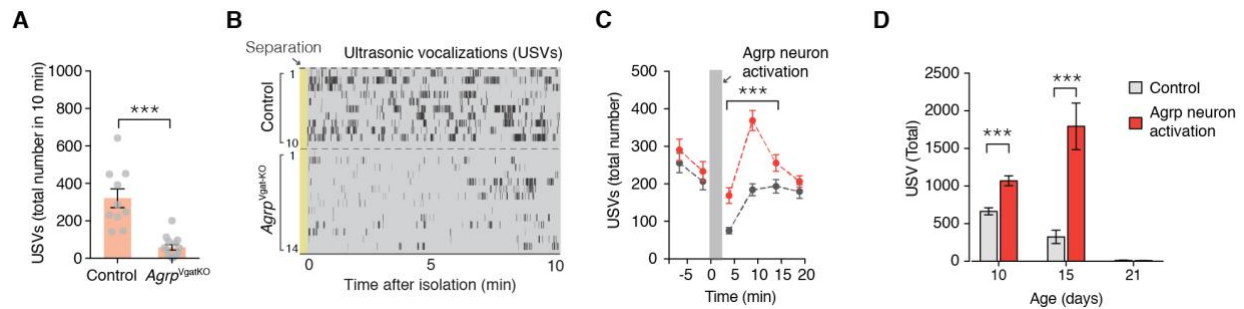 A
USVs (total number in 10 min)
1000
800
600
400
200
0
***
Control
Agrp^VgatKO
B
Separation
Ultrasonic vocalizations (USVs)
Control
1
10
Agrp^Vgat-KO
1
14
0
5
10
Time after isolation (min)
C
Agrp neuron
activation
USVs (total number)
500
400
300
200
100
0
***
-5
0
5
10
15
20
Time (min)
D
USV (Total)
2500
2000
1500
1000
500
0
***
***
Control
Agrp neuron
activation
10
15
21
Age (days)